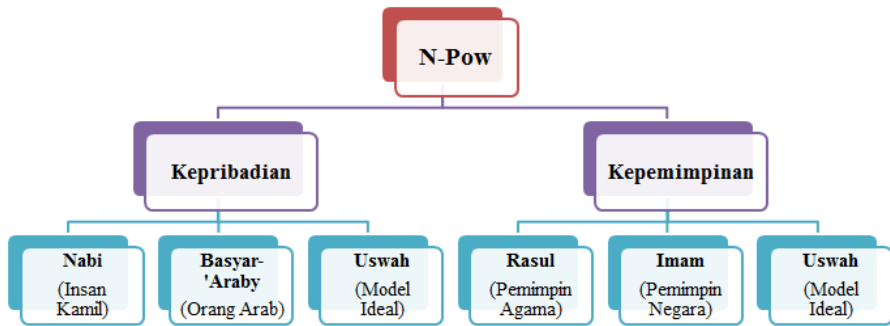 N-Pow
Kepribadian
Kepemimpinan
Nabi
(Insan
Kamil)
Basyar-
'Araby
(Orang Arab)
Uswah
(Model
Ideal)
Rasul
(Pemimpin
Agama)
Imam
(Pemimpin
Negara)
Uswah
(Model
Ideal)